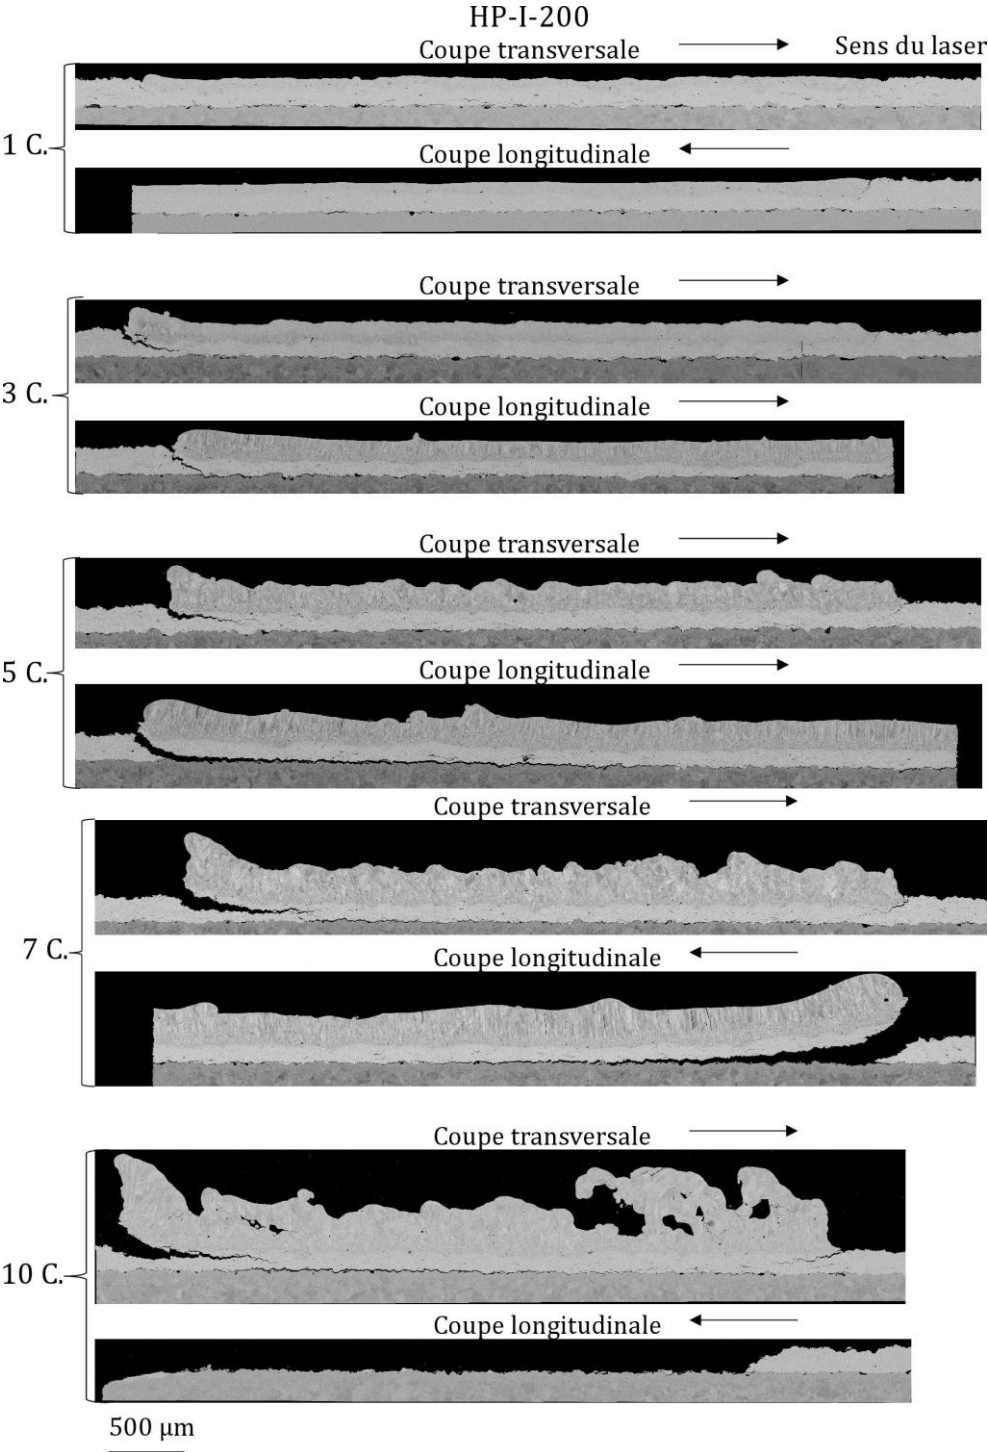 HP-I-200
Coupe transversale Sens du laser
1 C.
Coupe longitudinale
Coupe transversale
3 C.
Coupe longitudinale
Coupe transversale
5 C.
Coupe longitudinale
Coupe transversale
7 C.
Coupe longitudinale
Coupe transversale
10 C.
Coupe longitudinale
500 µm